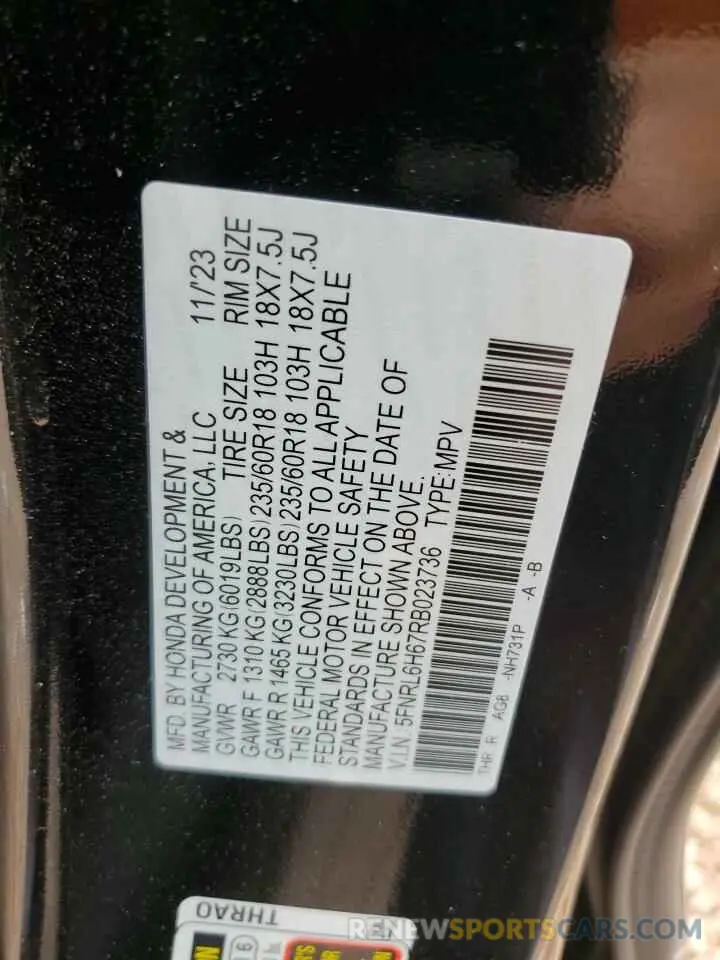 MFD. BY HONDA DEVELOPMENT &
MANUFACTURING OF AMERICA, LLC 11/'23
GVWR 2730 KG(6019LBS) TIRE SIZE RIM SIZE
GAWR F 1310 KG(2888LBS)235/60R18 103H 18X7.5J
GAWR R 1465 KG(3230LBS)235/60R18 103H 18X7.5J
THIS VEHICLE CONFORMS TO ALL APPLICABLE
FEDERAL MOTOR VEHICLE SAFETY
STANDARDS IN EFFECT ON THE DATE OF
MANUFACTURE SHOWN ABOVE.
V.I.N.:5FNRL6H67RB023736 TYPE:MPV
THR R AG6 -NH731P -A -B
THRA0
RENEWSPORTSCARS.COM